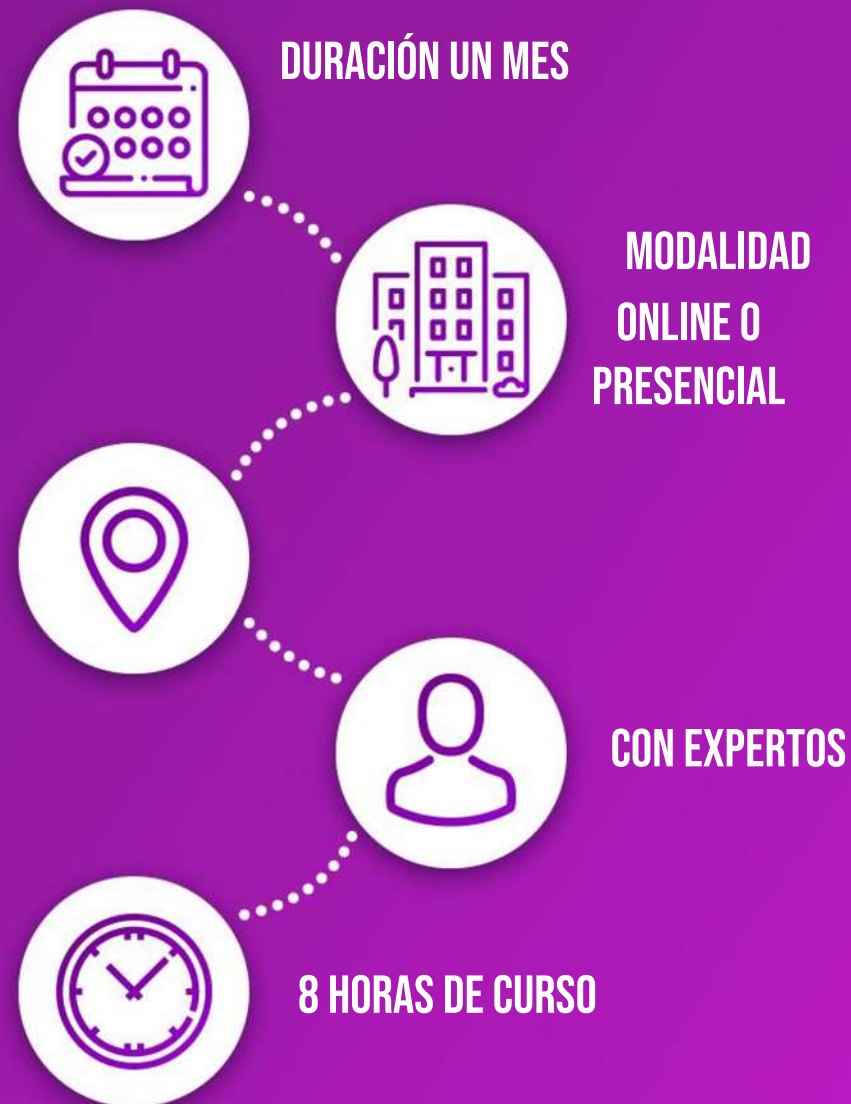 DURACIÓN UN MES
MODALIDAD
ONLINE O
PRESENCIAL
CON EXPERTOS
8 HORAS DE CURSO